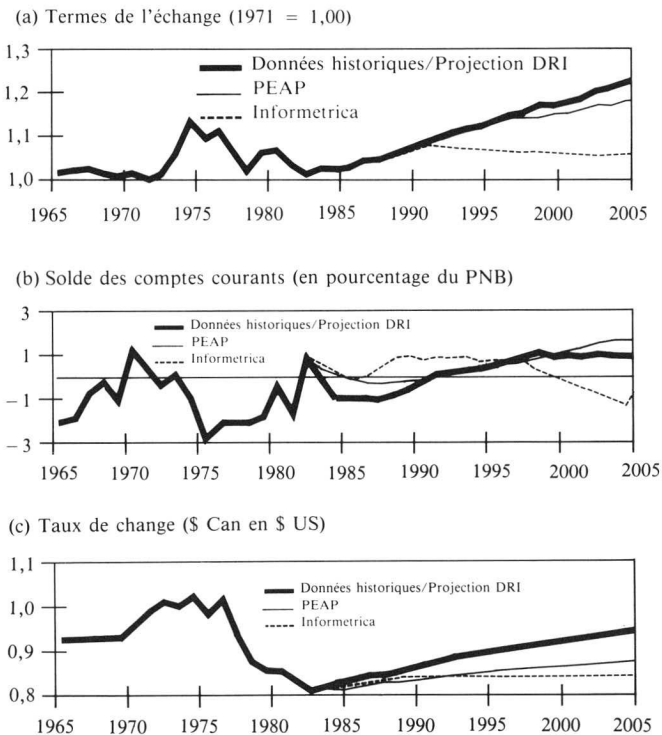 (a) Termes de l'échange (1971 = 1,00)
1,3
Données historiques/Projection DRI
1,2
PEAP
Informetrica
1,1
1,0
1965 1970 1975 1980 1985 1990 1995 2000 2005
(b) Solde des comptes courants (en pourcentage du PNB)
3
Données historiques/Projection DRI
PEAP
1
Informetrica
−1
−3
1965 1970 1975 1980 1985 1990 1995 2000 2005
(c) Taux de change ($ Can en $ US)
1,1
Données historiques/Projection DRI
1,0
PEAP
Informetrica
0,9
0,8
1965 1970 1975 1980 1985 1990 1995 2000 2005